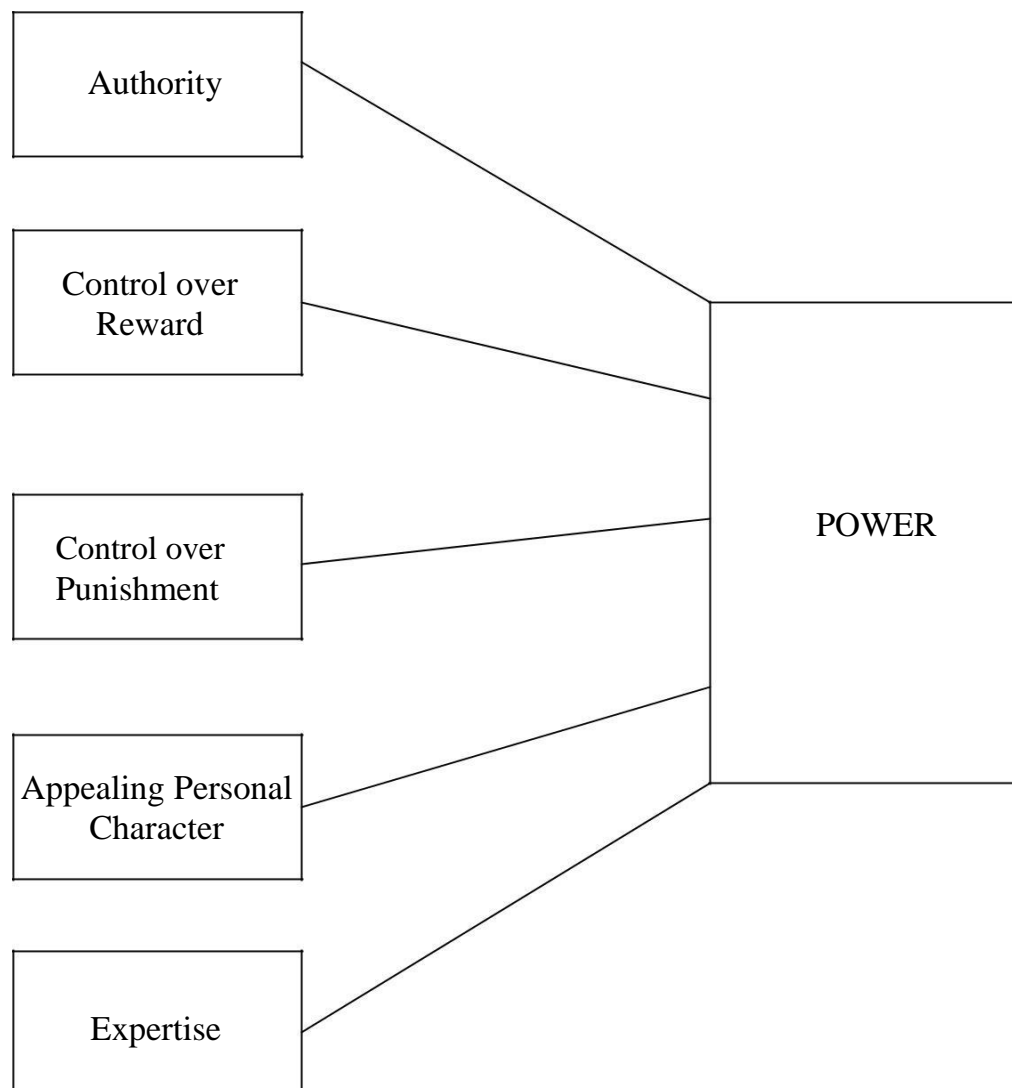 Authority
Control over
Reward
Control over
Punishment
POWER
Appealing Personal
Character
Expertise